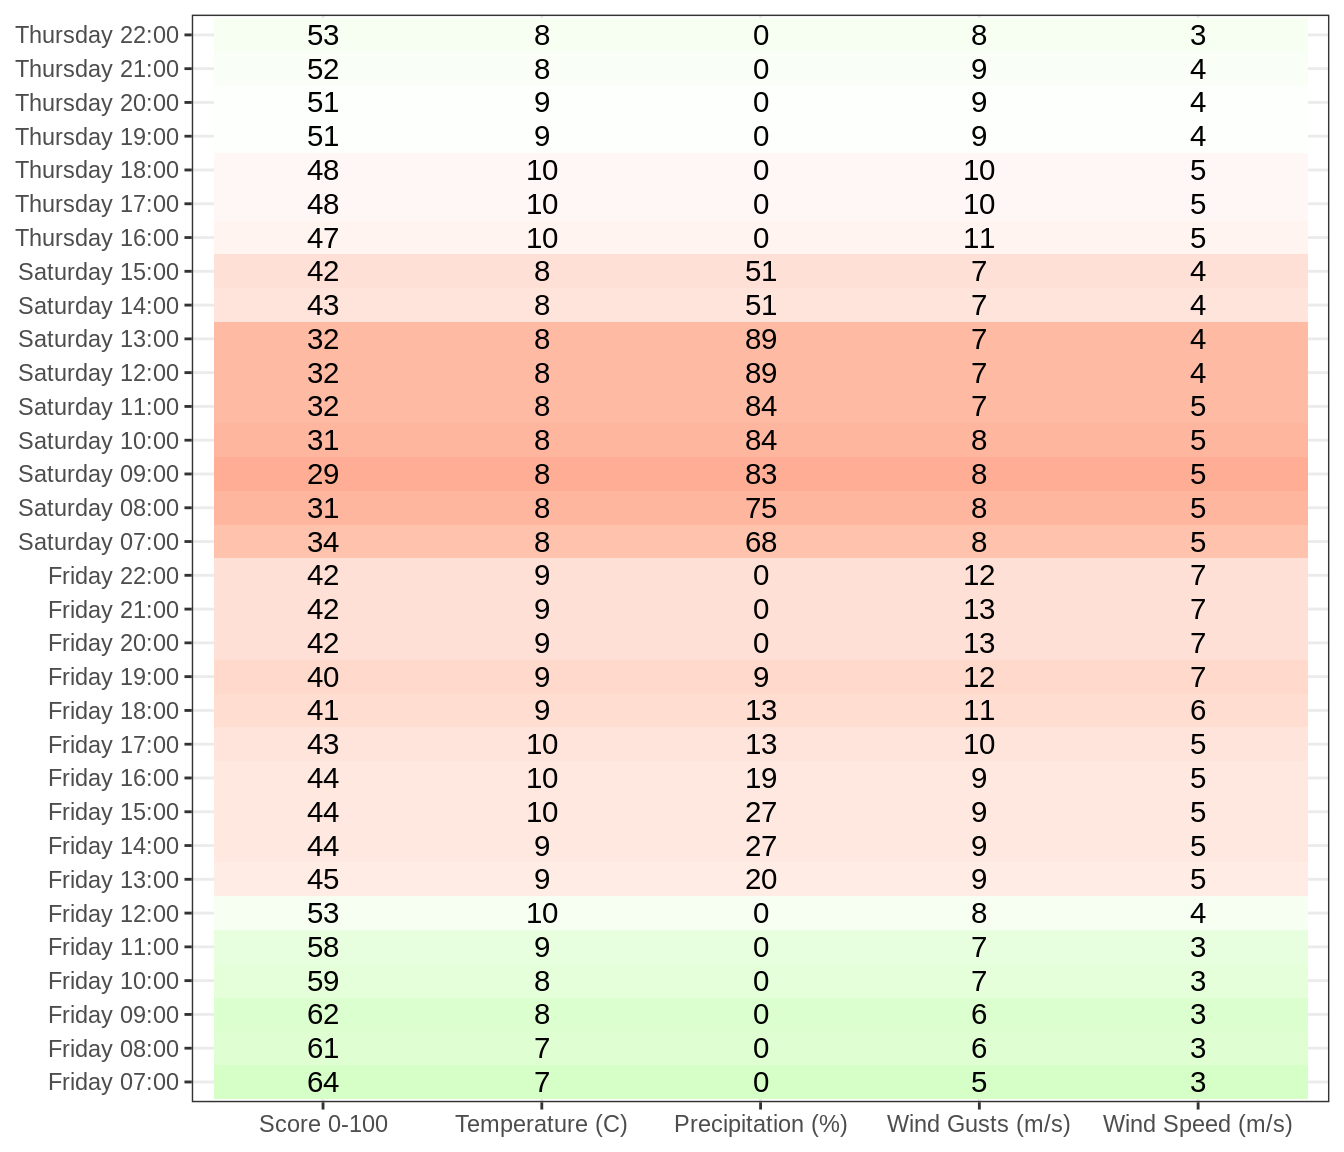 Thursday 22:00 53 8 0 8 3
Thursday 21:00 52 8 0 9 4
Thursday 20:00 51 9 0 9 4
Thursday 19:00 51 9 0 9 4
Thursday 18:00 48 10 0 10 5
Thursday 17:00 48 10 0 10 5
Thursday 16:00 47 10 0 11 5
Saturday 15:00 42 8 51 7 4
Saturday 14:00 43 8 51 7 4
Saturday 13:00 32 8 89 7 4
Saturday 12:00 32 8 89 7 4
Saturday 11:00 32 8 84 7 5
Saturday 10:00 31 8 84 8 5
Saturday 09:00 29 8 83 8 5
Saturday 08:00 31 8 75 8 5
Saturday 07:00 34 8 68 8 5
Friday 22:00 42 9 0 12 7
Friday 21:00 42 9 0 13 7
Friday 20:00 42 9 0 13 7
Friday 19:00 40 9 9 12 7
Friday 18:00 41 9 13 11 6
Friday 17:00 43 10 13 10 5
Friday 16:00 44 10 19 9 5
Friday 15:00 44 10 27 9 5
Friday 14:00 44 9 27 9 5
Friday 13:00 45 9 20 9 5
Friday 12:00 53 10 0 8 4
Friday 11:00 58 9 0 7 3
Friday 10:00 59 8 0 7 3
Friday 09:00 62 8 0 6 3
Friday 08:00 61 7 0 6 3
Friday 07:00 64 7 0 5 3
Score 0-100 Temperature (C) Precipitation (%) Wind Gusts (m/s) Wind Speed (m/s)